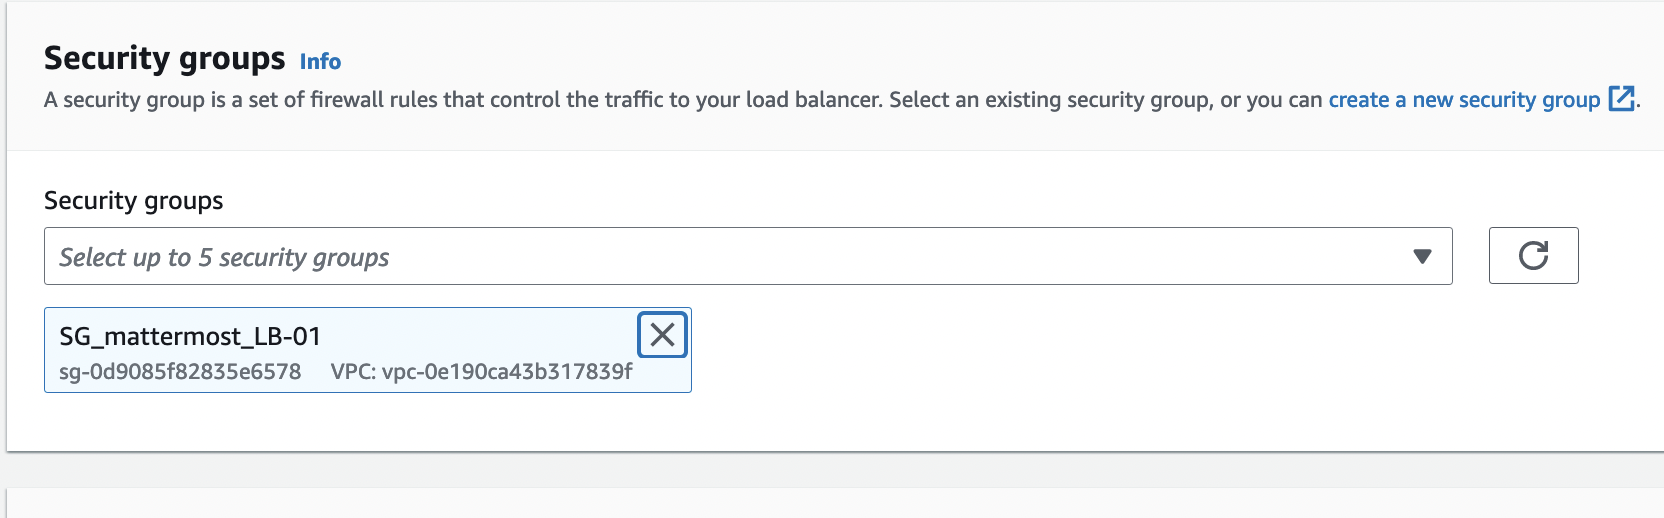 Security groups Info
A security group is a set of firewall rules that control the traffic to your load balancer. Select an existing security group, or you can create a new security group.
Security groups
Select up to 5 security groups
SG_mattermost_LB-01
sg-0d9085f82835e6578 VPC: vpc-0e190ca43b317839f